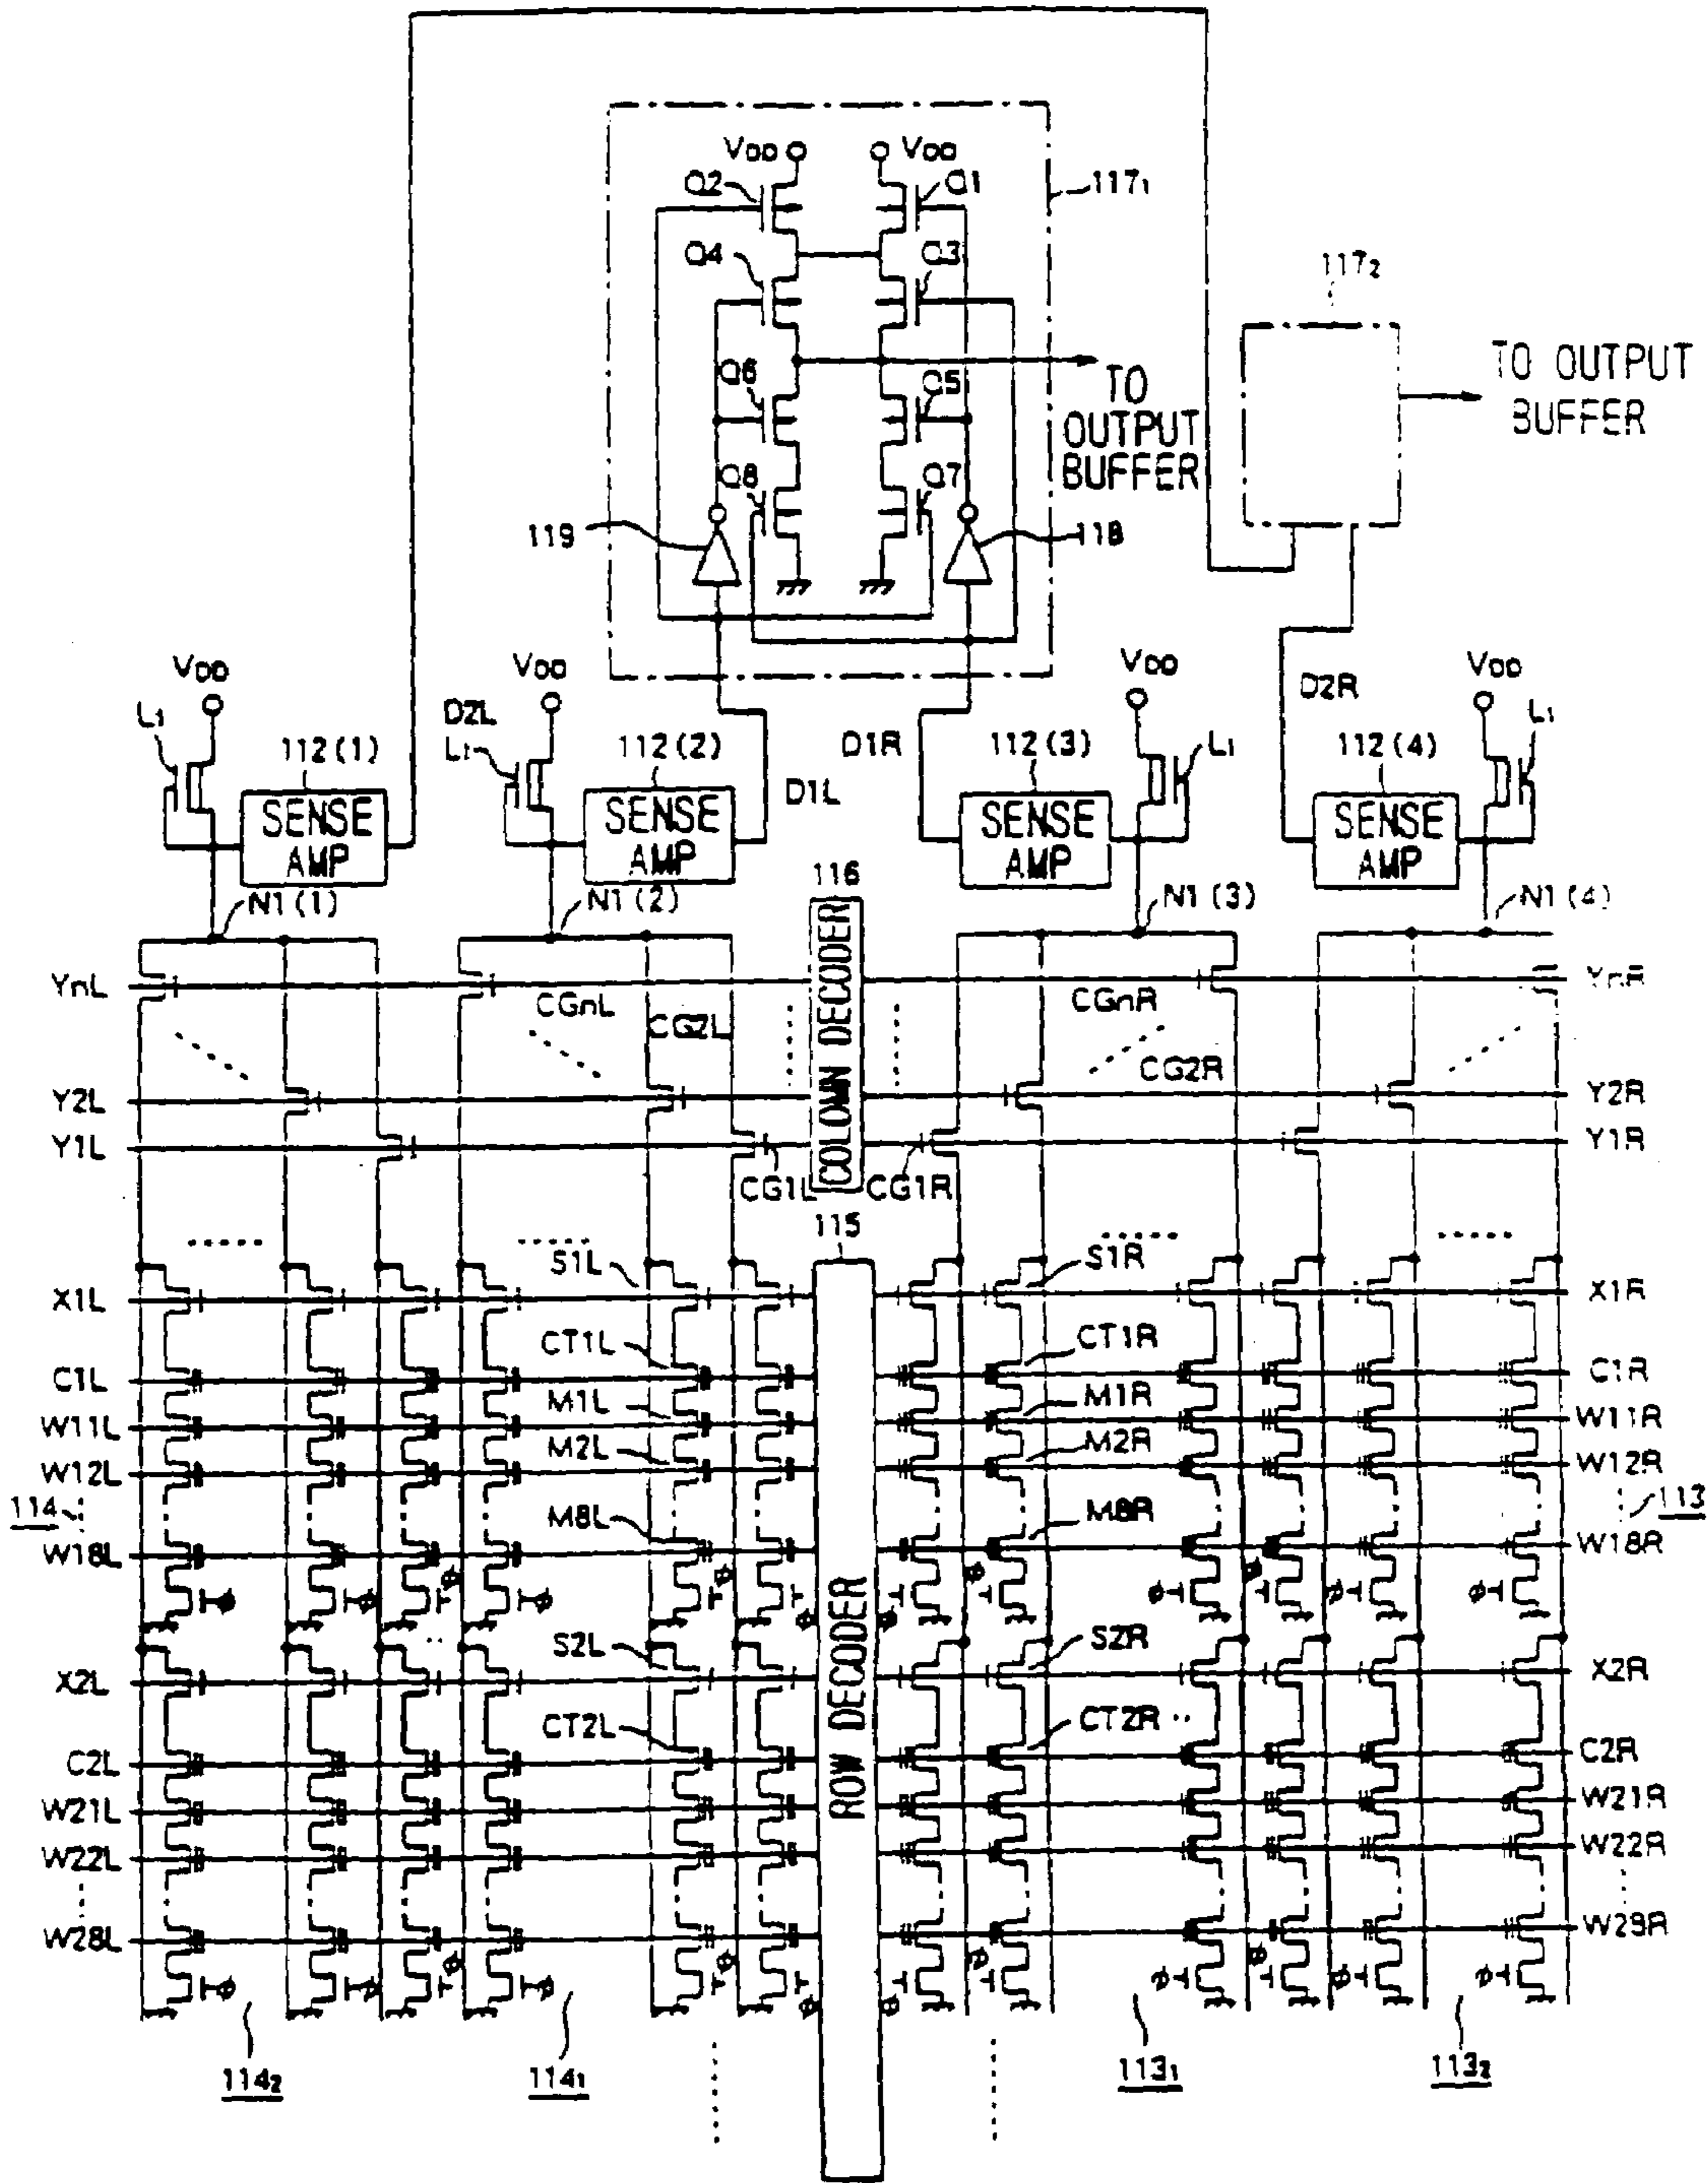 VDD VDD
Q2 Q1 117₁
Q4 Q3
117₂
TO OUTPUT
BUFFER
Q6 Q5
TO
OUTPUT
BUFFER
Q8 Q7
119 118
VDD VDD VDD VDD
D2R
L1 D2L L1
112(1) L1 112(2) D1R 112(3) L1 112(4)
D1L
SENSE
AMP
SENSE
AMP
SENSE
AMP
SENSE
AMP
116
N1(1) N1(2) N1(3) N1(4)
COLOWN DECODER
YnL CGnL CGnR YnR
CG2L
CG2R
Y2L Y2R
Y1L Y1R
CG1L CG1R
115
S1L S1R
X1L X1R
CT1L CT1R
C1L C1R
M1L M1R
W11L W11R
M2L M2R
W12L W12R
114 113
M8L M8R
W18L W18R
φ φ φ φ
φ φ φ φ φ φ φ φ
ROW DECODER
S2L S2R
X2L X2R
CT2L CT2R
C2L C2R
W21L W21R
W22L W22R
W28L W28R
φ φ φ φ
φ φ φ φ φ φ φ φ
114₂ 114₁ 113₁ 113₂